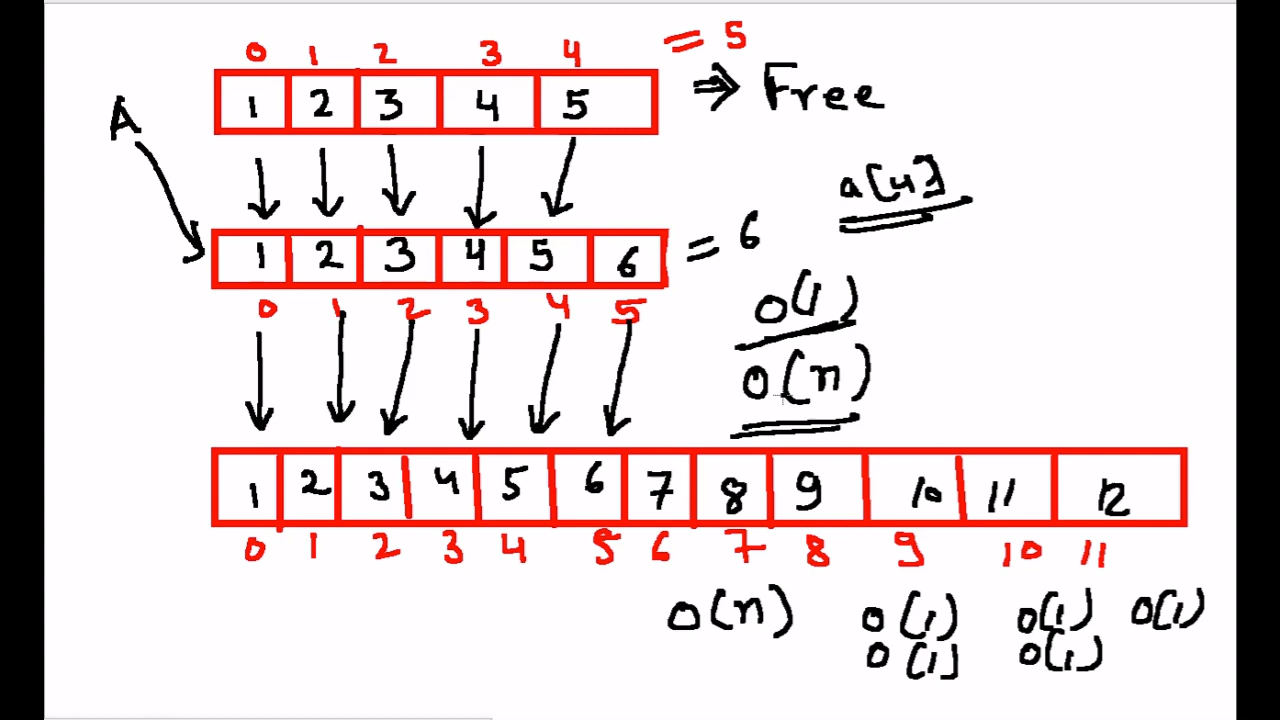 0 1 2 3 4 = 5
1 2 3 4 5 ⇒ Free
A
a[4]
1 2 3 4 5 6 = 6
0 1 2 3 4 5
O(1)
O(n)
1 2 3 4 5 6 7 8 9 10 11 12
0 1 2 3 4 5 6 7 8 9 10 11
O(n) O(1) O(1) O(1)
O(1) O(1)